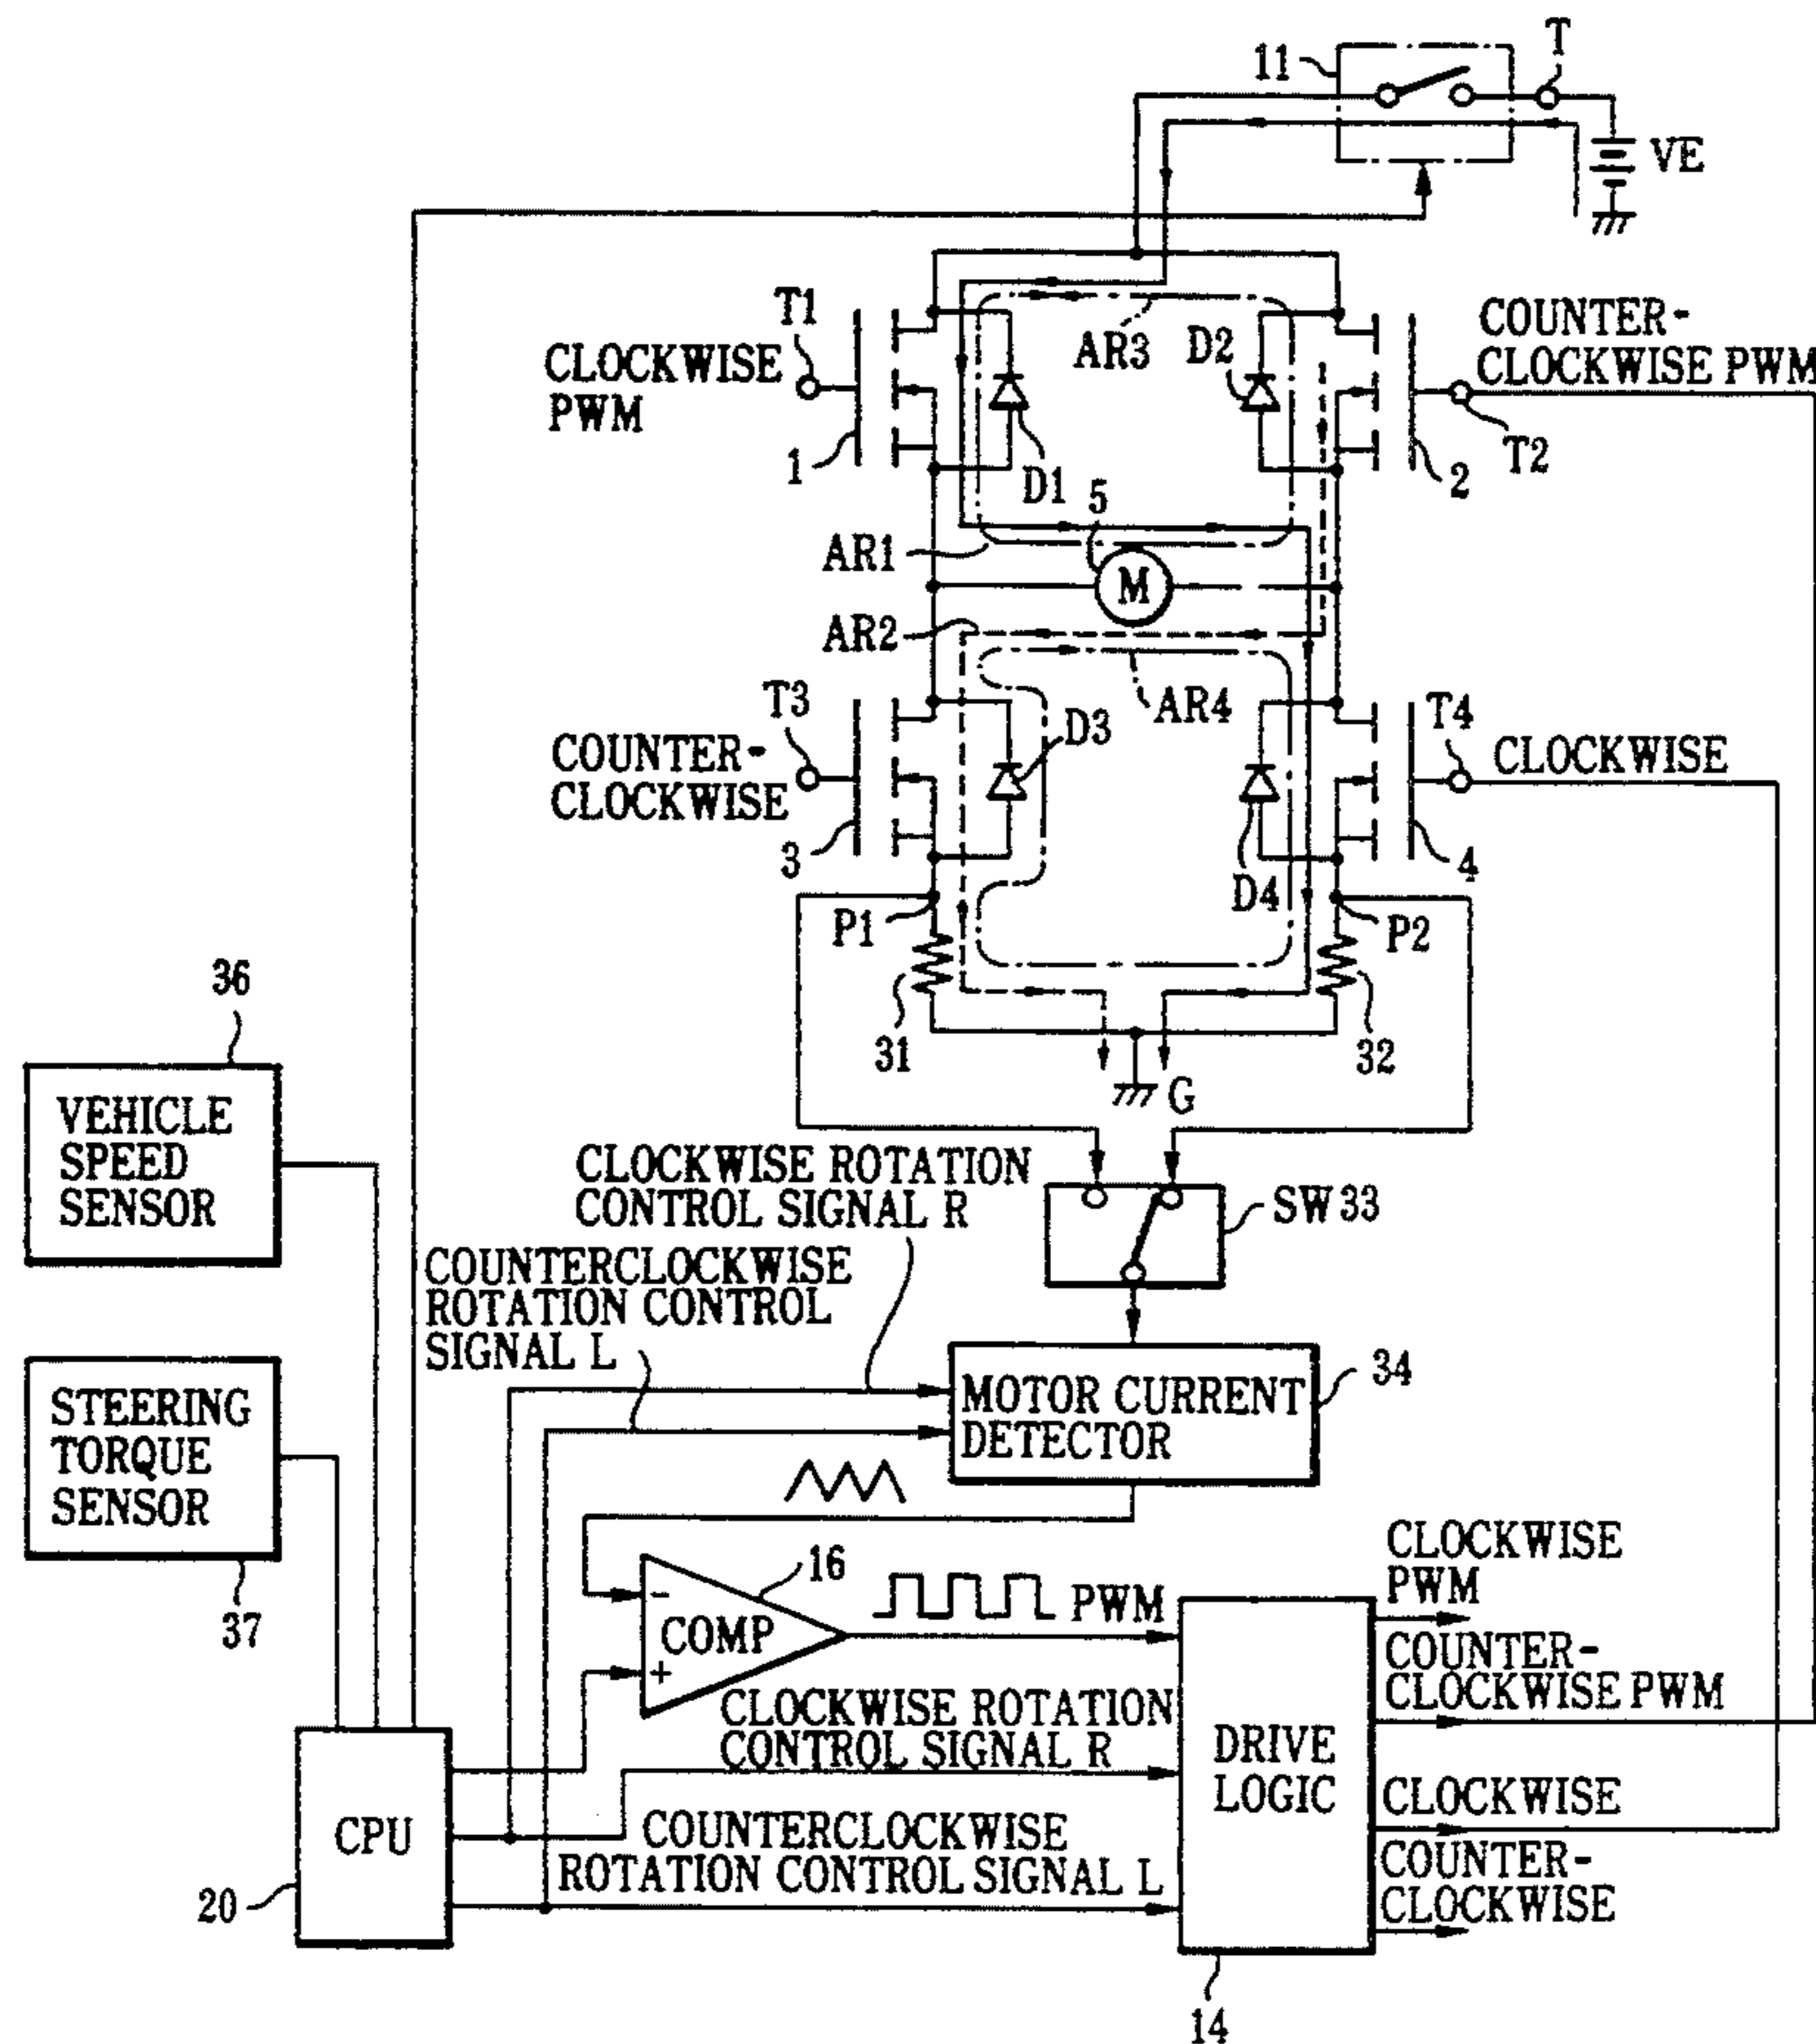 11
T
VE
T1
CLOCKWISE
PWM
1
D1
AR3
D2
COUNTER-
CLOCKWISE PWM
T2
2
5
AR1
M
AR2
AR4
T3
COUNTER-
CLOCKWISE
3
D3
T4
CLOCKWISE
D4
4
P1
P2
31
32
G
36
VEHICLE
SPEED
SENSOR
CLOCKWISE ROTATION
CONTROL SIGNAL R
SW 33
COUNTERCLOCKWISE
ROTATION CONTROL
SIGNAL L
STEERING
TORQUE
SENSOR
37
MOTOR CURRENT
DETECTOR
34
16
-
COMP
+
PWM
CLOCKWISE
PWM
COUNTER-
CLOCKWISE PWM
CLOCKWISE ROTATION
CONTROL SIGNAL R
DRIVE
LOGIC
CLOCKWISE
COUNTER-
CLOCKWISE
CPU
20
COUNTERCLOCKWISE
ROTATION CONTROL SIGNAL L
14